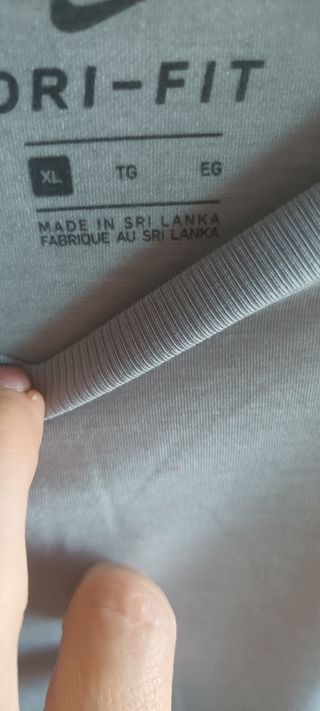 DRI-FIT
XL TG EG
MADE IN SRI LANKA
FABRIQUE AU SRI LANKA